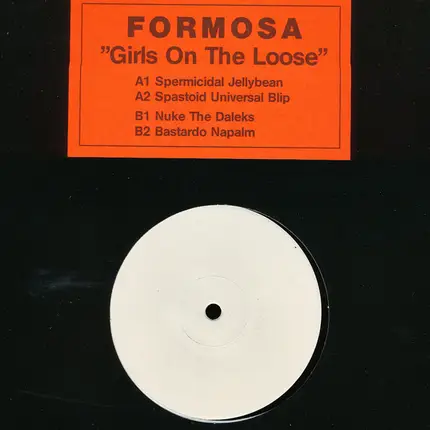 FORMOSA
”Girls On The Loose”
A1 Spermicidal Jellybean
A2 Spastoid Universal Blip
B1 Nuke The Daleks
B2 Bastardo Napalm